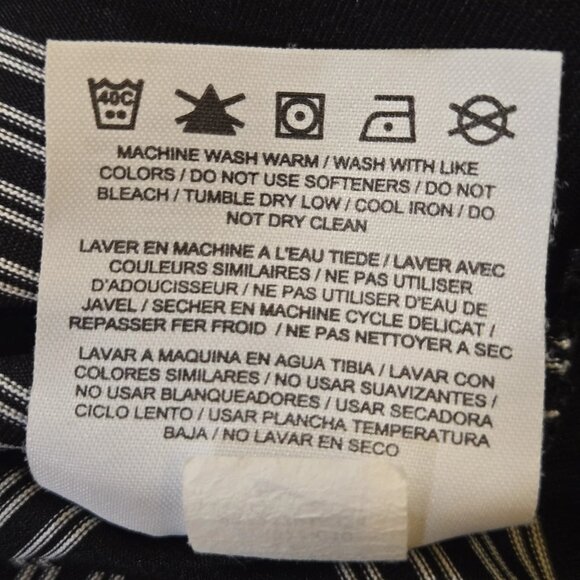 40C
MACHINE WASH WARM / WASH WITH LIKE
COLORS / DO NOT USE SOFTENERS / DO NOT
BLEACH / TUMBLE DRY LOW / COOL IRON / DO
NOT DRY CLEAN
LAVER EN MACHINE A L'EAU TIEDE / LAVER AVEC
COULEURS SIMILAIRES / NE PAS UTILISER
D'ADOUCISSEUR / NE PAS UTILISER D'EAU DE
JAVEL / SECHER EN MACHINE CYCLE DELICAT /
REPASSER FER FROID / NE PAS NETTOYER A SEC
LAVAR A MAQUINA EN AGUA TIBIA / LAVAR CON
COLORES SIMILARES / NO USAR SUAVIZANTES /
NO USAR BLANQUEADORES / USAR SECADORA
CICLO LENTO / USAR PLANCHA TEMPERATURA
BAJA / NO LAVAR EN SECO